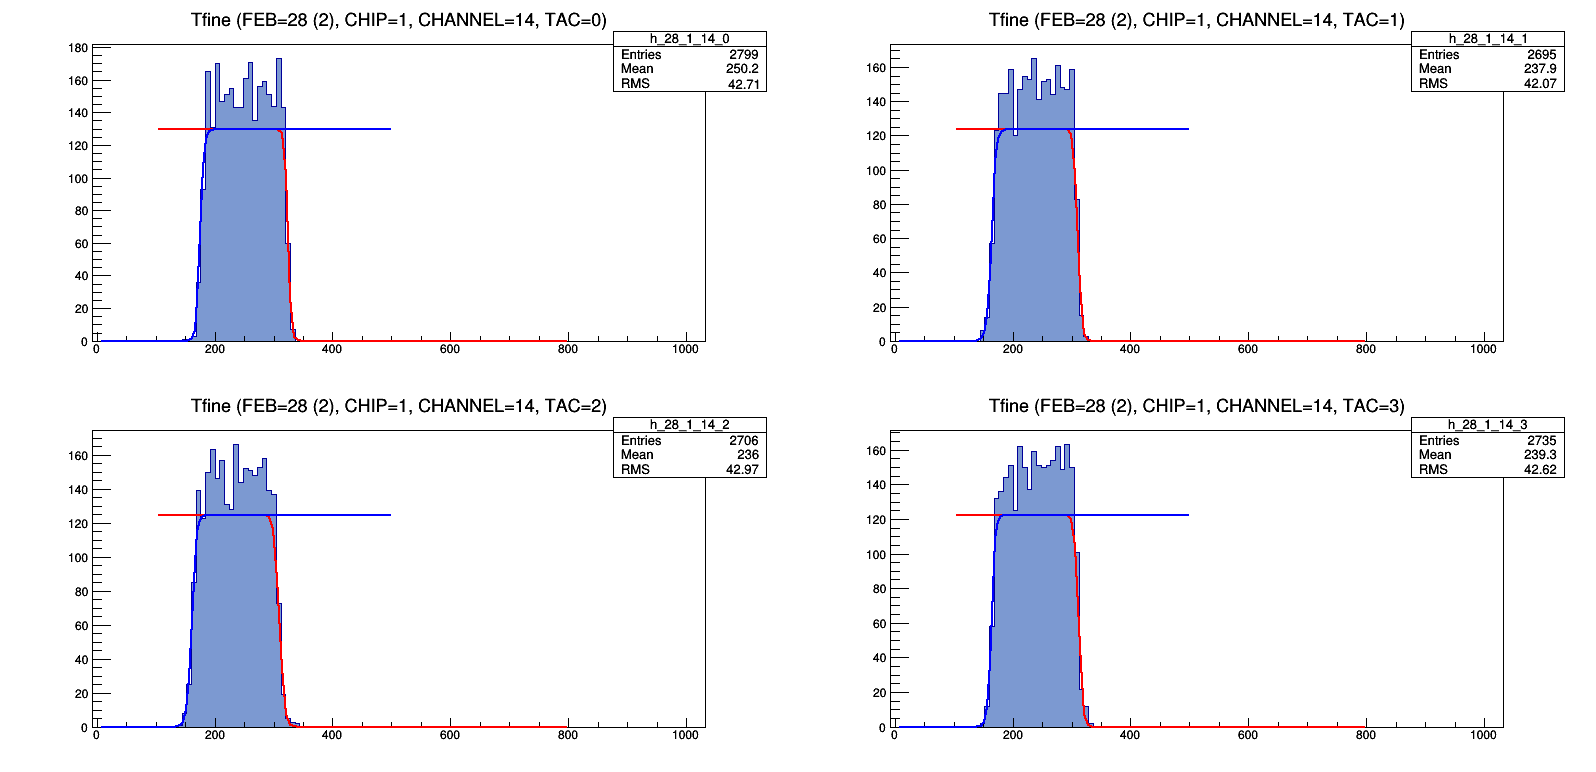 Tfine (FEB=28 (2), CHIP=1, CHANNEL=14, TAC=0)
h_28_1_14_0
Entries 2799
Mean 250.2
RMS 42.71
180
160
140
120
100
80
60
40
20
0
0 200 400 600 800 1000
Tfine (FEB=28 (2), CHIP=1, CHANNEL=14, TAC=1)
h_28_1_14_1
Entries 2695
Mean 237.9
RMS 42.07
160
140
120
100
80
60
40
20
0
0 200 400 600 800 1000
Tfine (FEB=28 (2), CHIP=1, CHANNEL=14, TAC=2)
h_28_1_14_2
Entries 2706
Mean 236
RMS 42.97
160
140
120
100
80
60
40
20
0
0 200 400 600 800 1000
Tfine (FEB=28 (2), CHIP=1, CHANNEL=14, TAC=3)
h_28_1_14_3
Entries 2735
Mean 239.3
RMS 42.62
160
140
120
100
80
60
40
20
0
0 200 400 600 800 1000